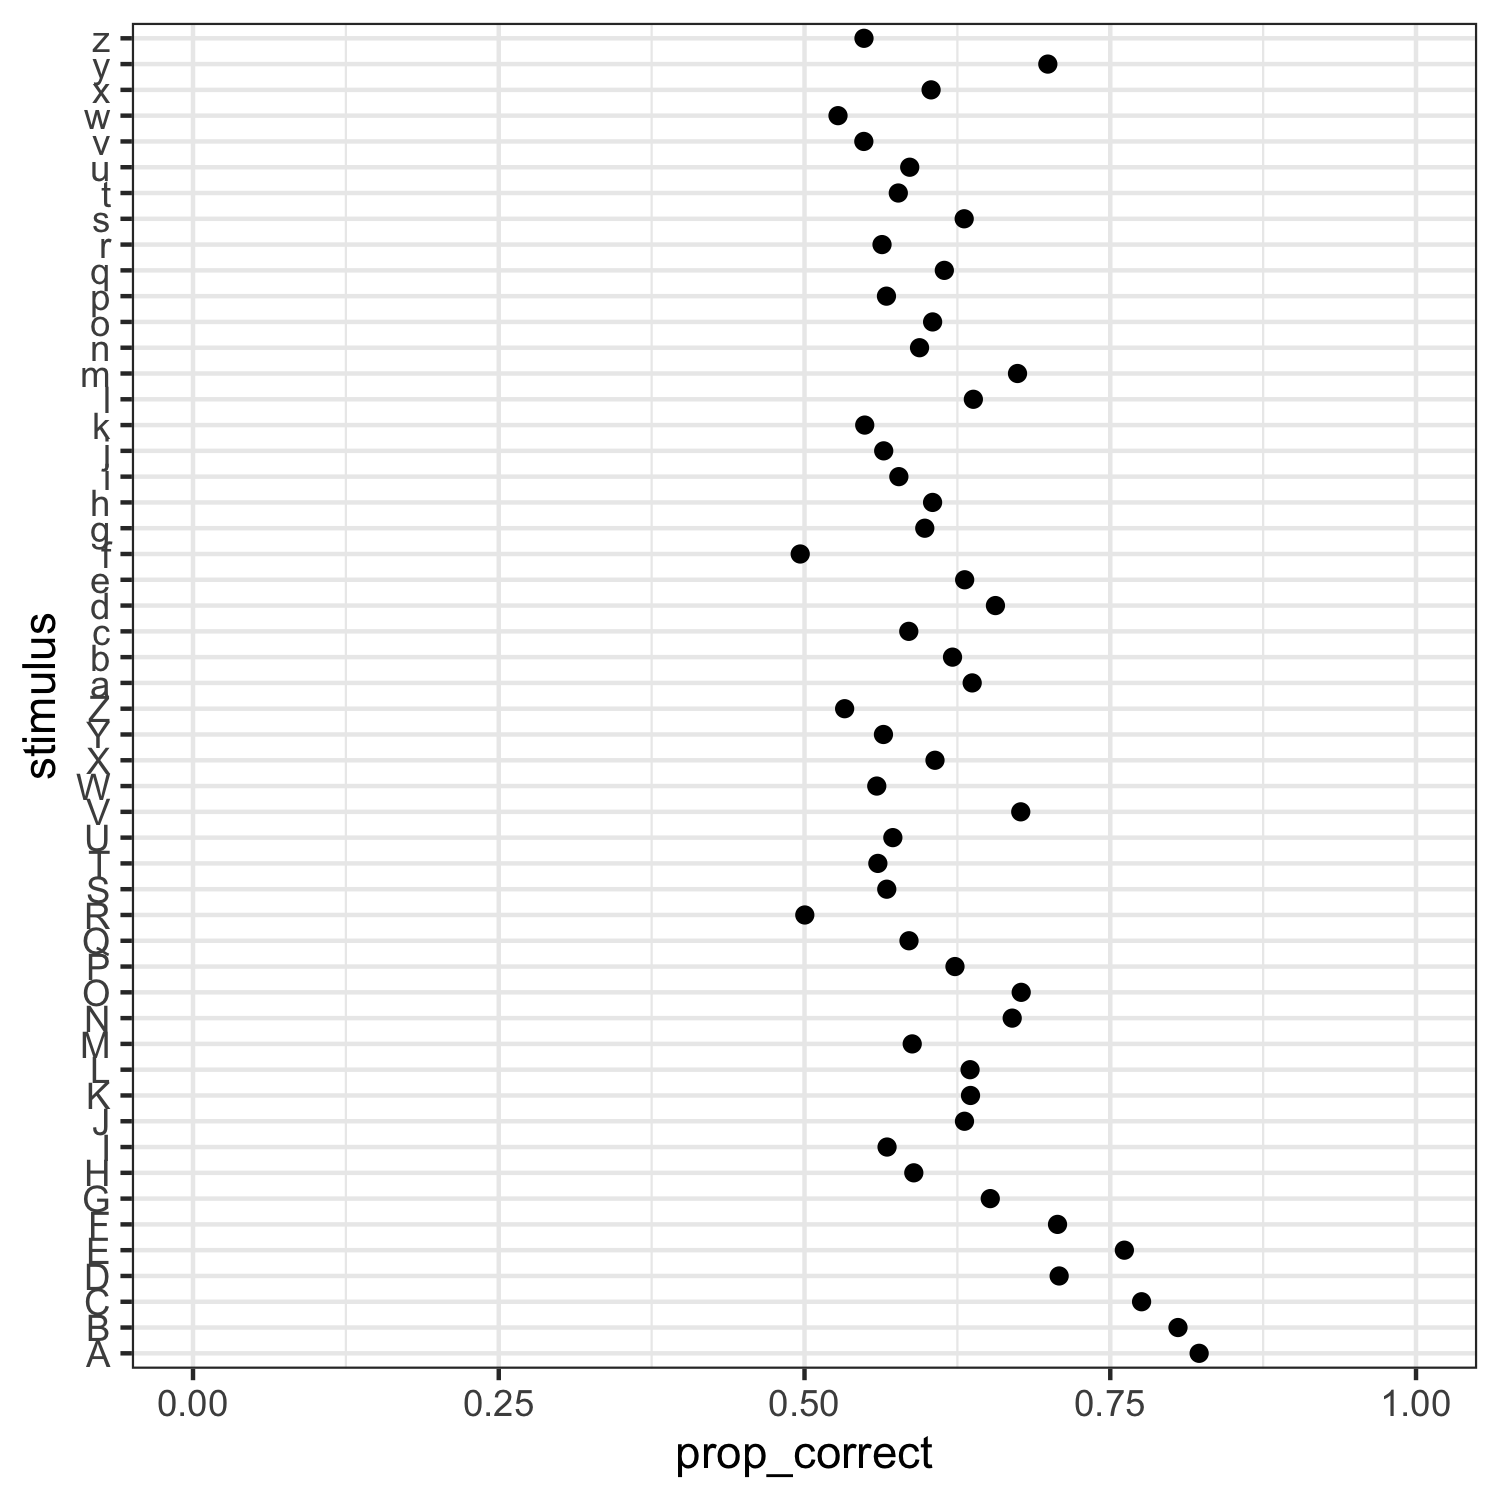 z
y
x
w
v
u
t
s
r
q
p
o
n
m
l
k
j
i
h
g
f
e
d
c
b
a
Z
Y
X
W
V
U
T
S
R
Q
P
O
N
M
L
K
J
I
H
G
F
E
D
C
B
A
stimulus
0.00 0.25 0.50 0.75 1.00
prop_correct